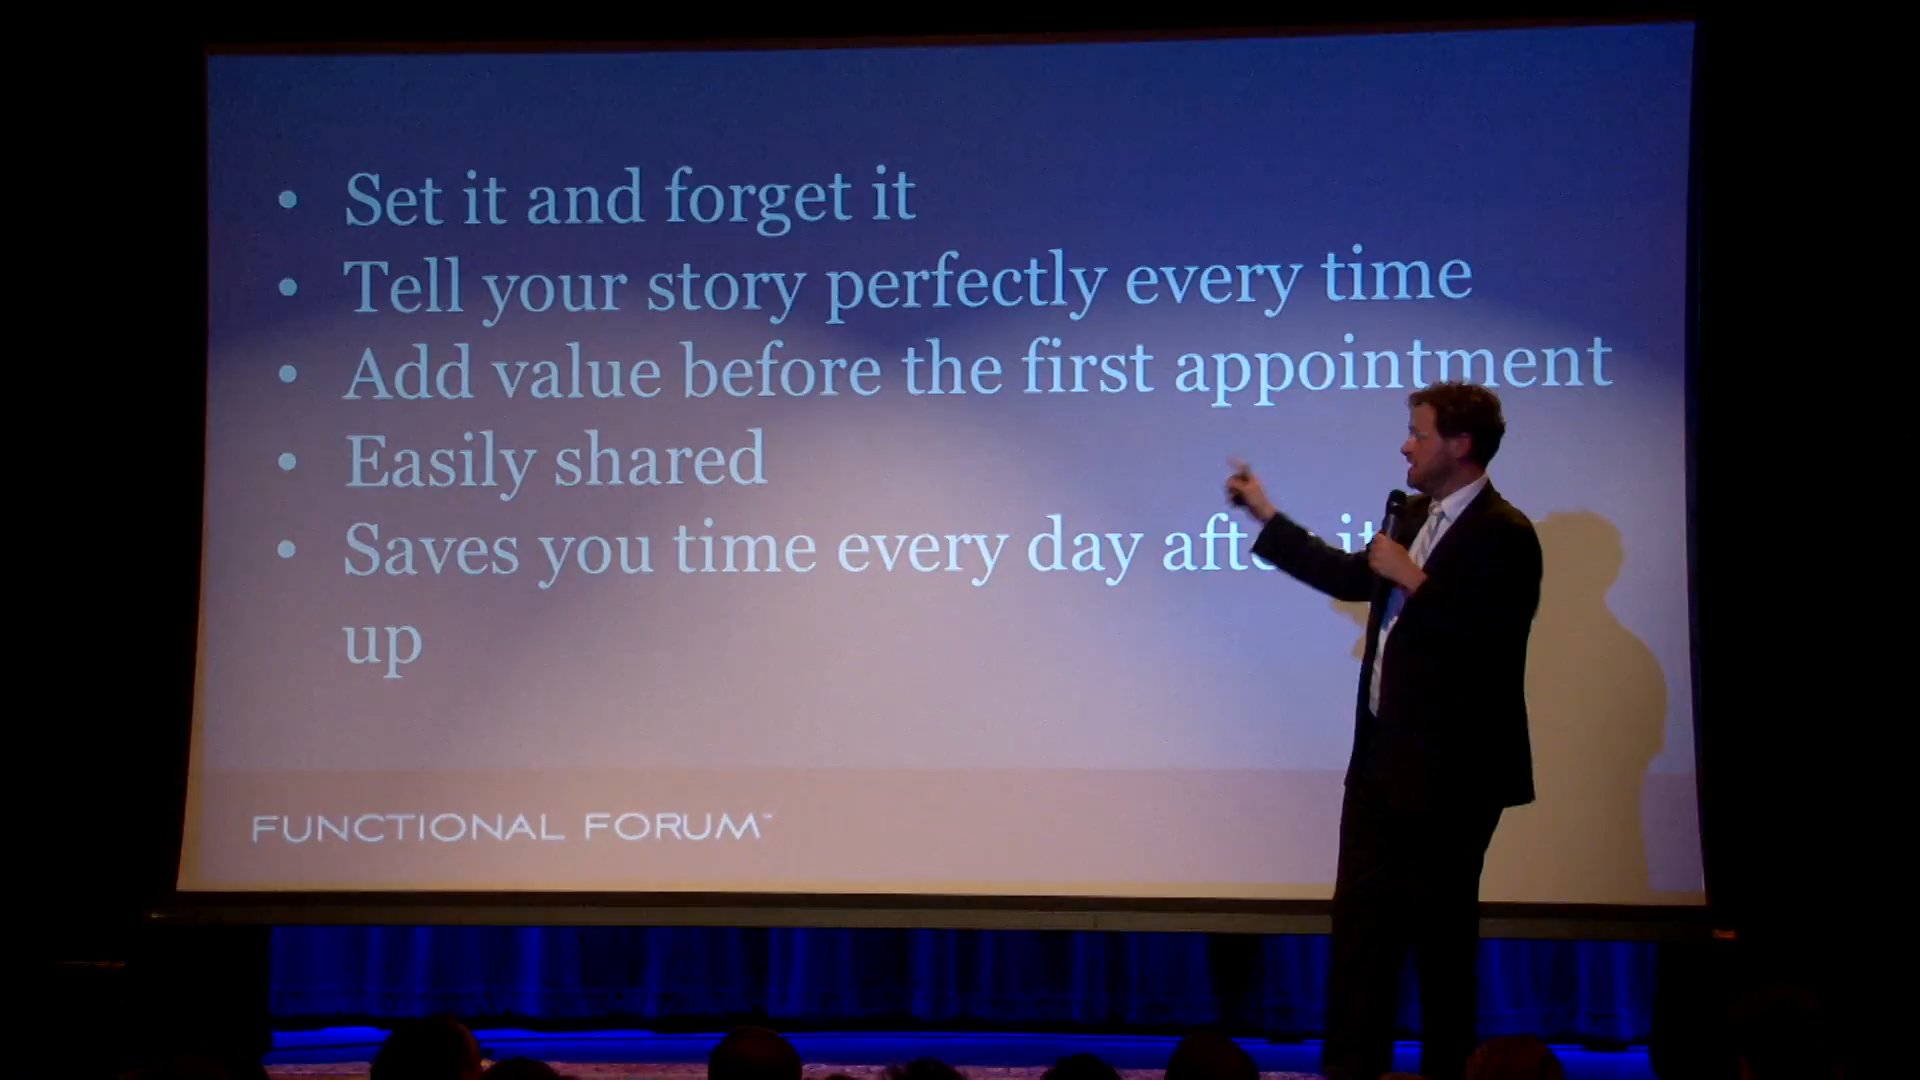 • Set it and forget it
• Tell your story perfectly every time
• Add value before the first appointment
• Easily shared
• Saves you time every day
up
FUNCTIONAL FORUM™